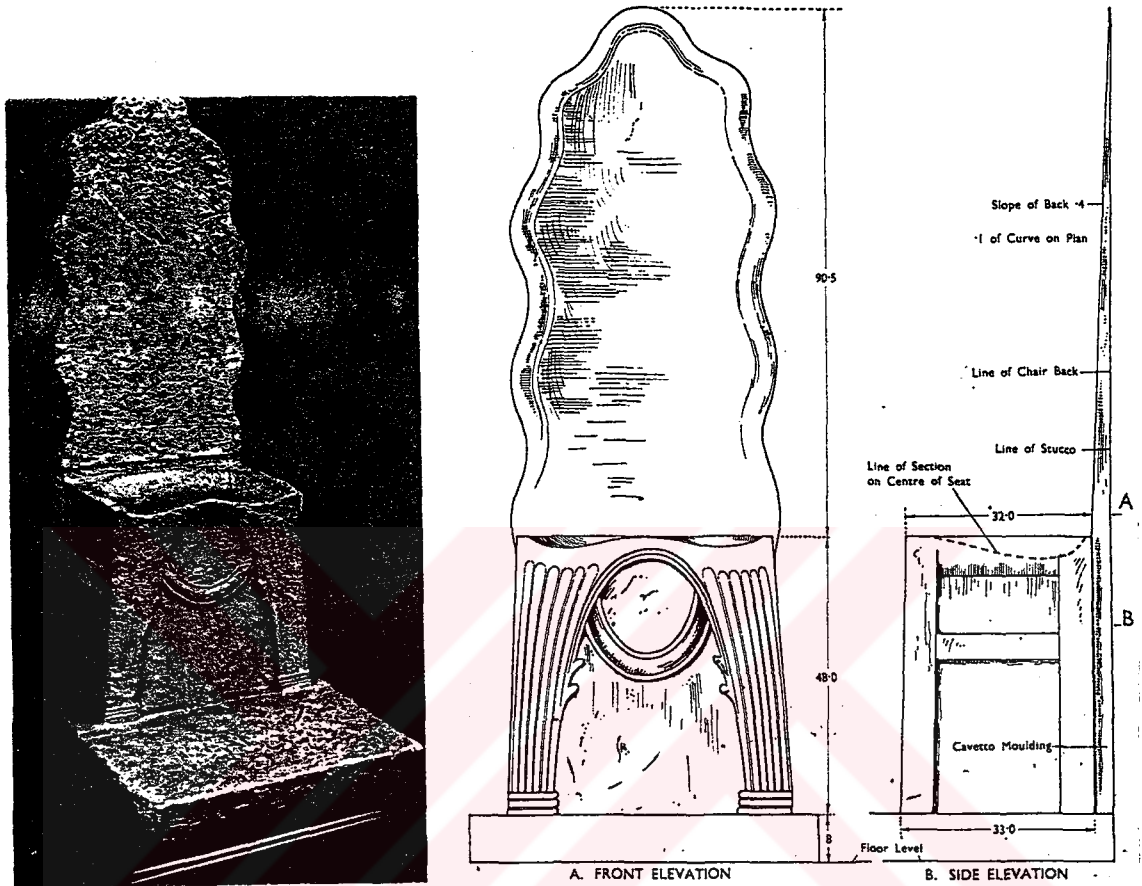 Slope of Back ·4
·1 of Curve on Plan
90·5
Line of Chair Back
Line of Stucco
Line of Section
on Centre of Seat
32·0
A
B
48·0
Cavetto Moulding
33·0
8
Floor Level
A. FRONT ELEVATION
B. SIDE ELEVATION